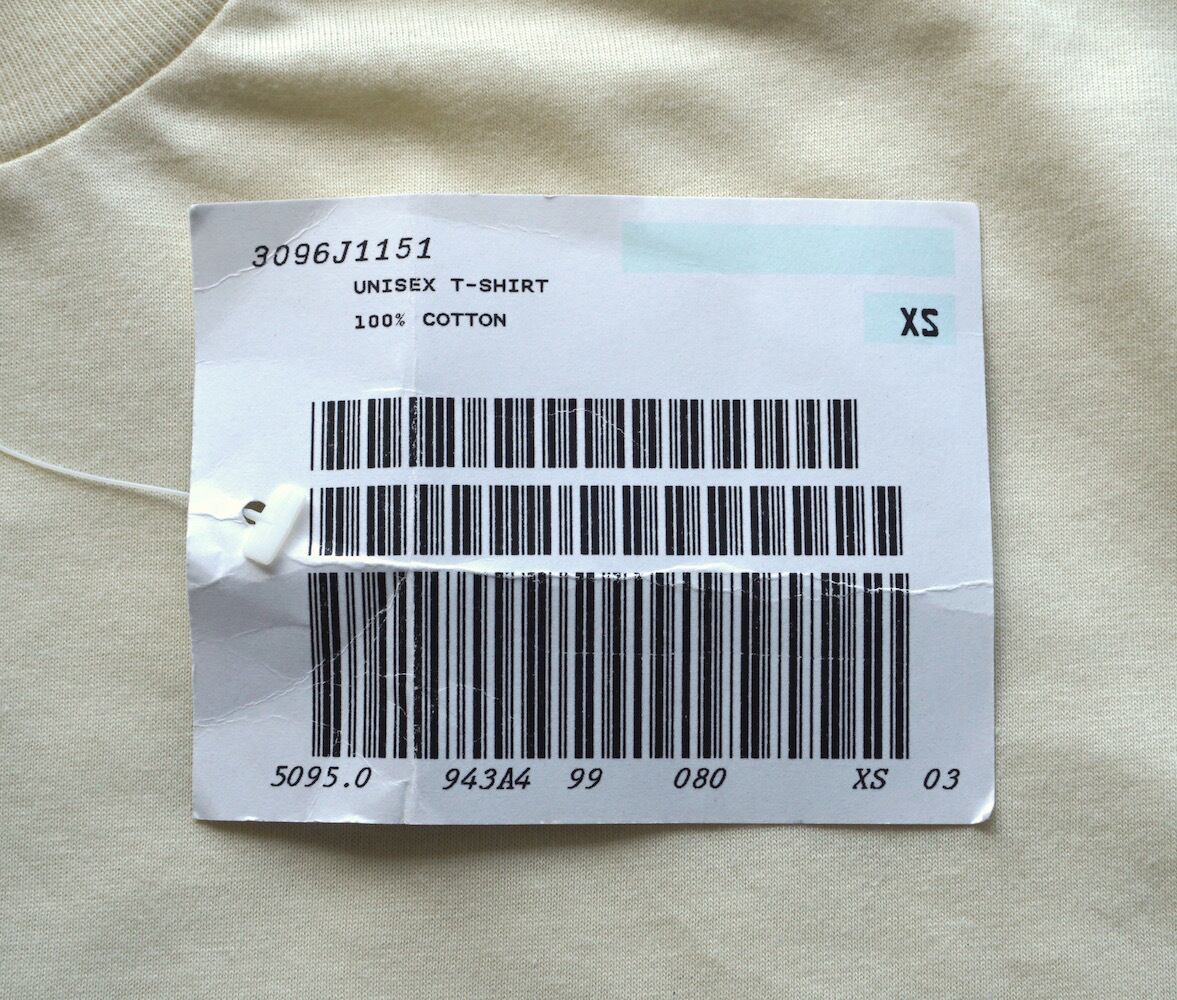 3096J1151
UNISEX T-SHIRT
100% COTTON
XS
5095.0 943A4 99 080 XS 03